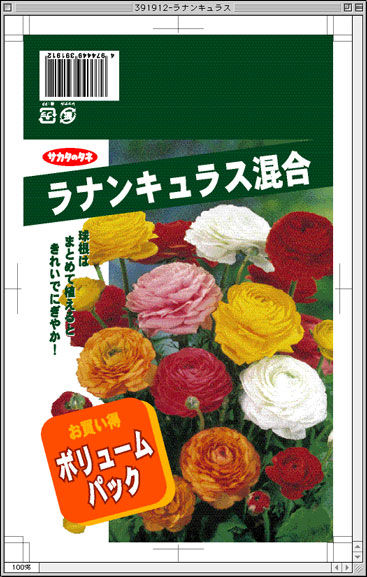 391912-ラナンキュラス
4 974449 391912
サカタのタネ
ラナンキュラス混合
球根は
まとめて植えると
きれいでにぎやか！
お買い得
ボリューム
パック
100%